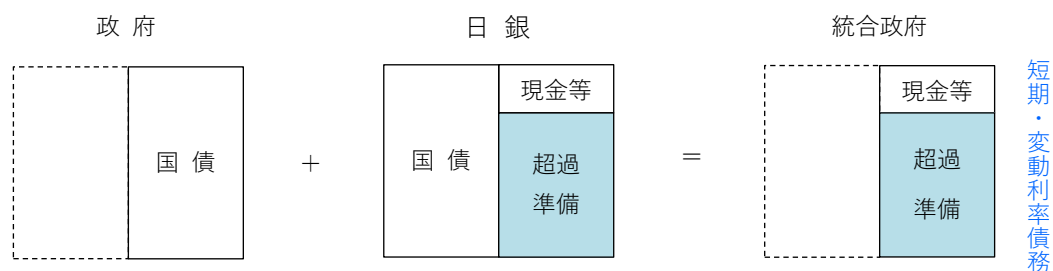 政 府
日 銀
統合政府
国 債
＋
国 債
現金等
超過
準備
＝
現金等
超過
準備
短期・変動利率債務